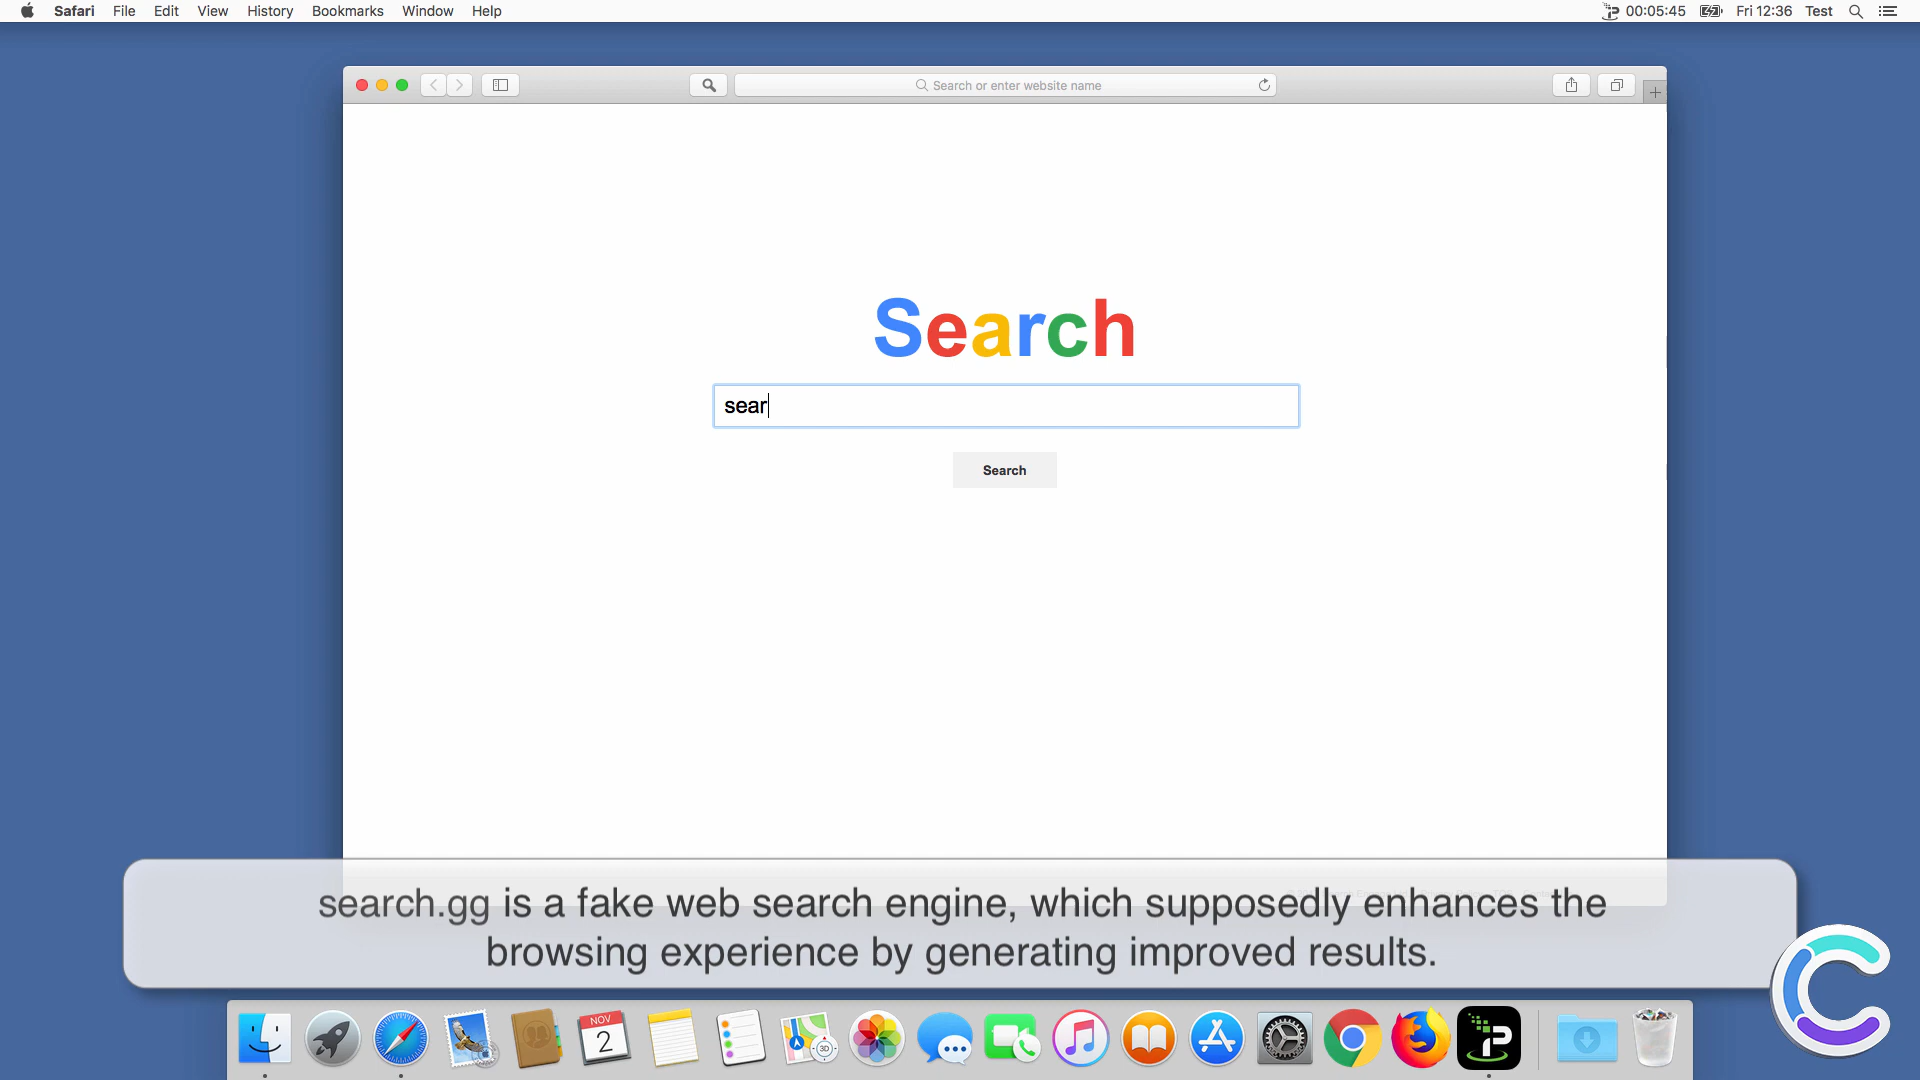 Safari File Edit View History Bookmarks Window Help 00:05:45 Fri 12:36 Test
Search or enter website name
Search
sear
Search
search.gg is a fake web search engine, which supposedly enhances the
browsing experience by generating improved results.
NOV
2
3D